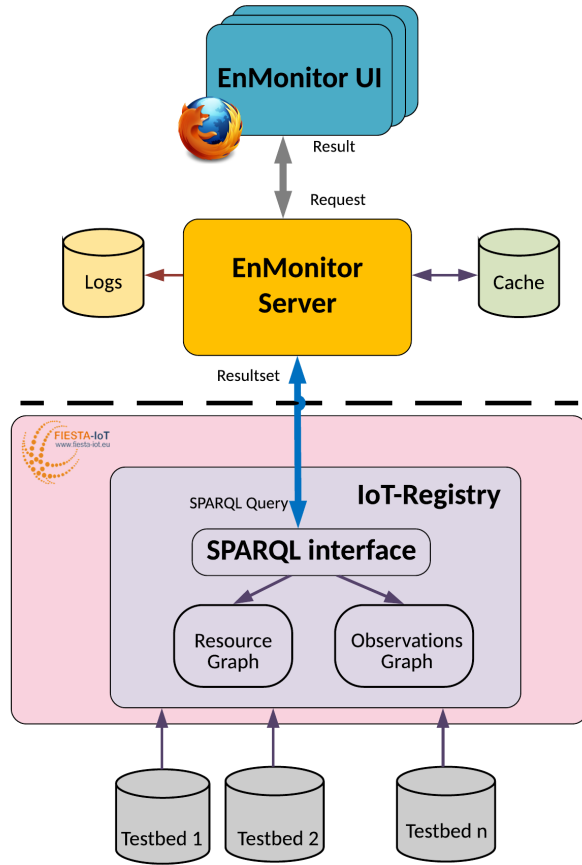 EnMonitor UI
Result
Request
EnMonitor
Server
Logs
Cache
Resultset
FIESTA-IoT
www.fiesta-iot.eu
IoT-Registry
SPARQL Query
SPARQL interface
Resource
Graph
Observations
Graph
Testbed 1
Testbed 2
Testbed n